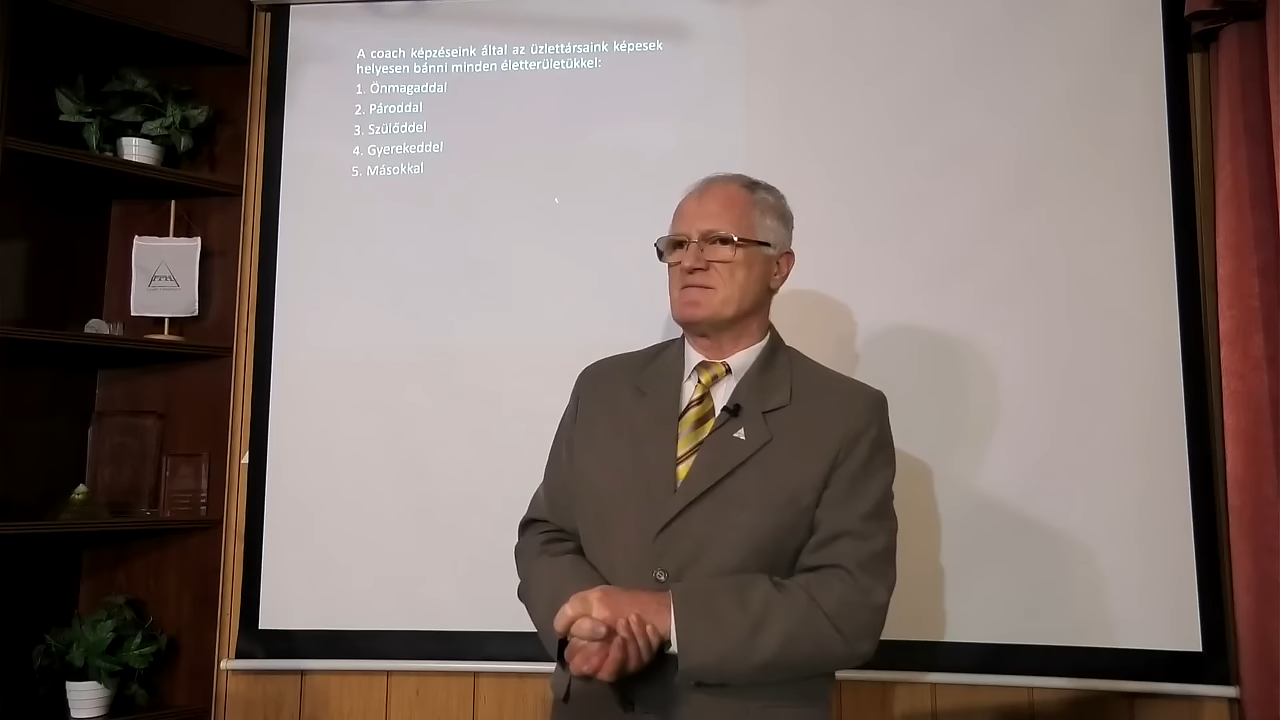 A coach képzéseink által az üzlettársaink képesek
helyesen bánni minden életterületükkel:
1. Önmagaddal
2. Pároddal
3. Szülőddel
4. Gyerekeddel
5. Másokkal